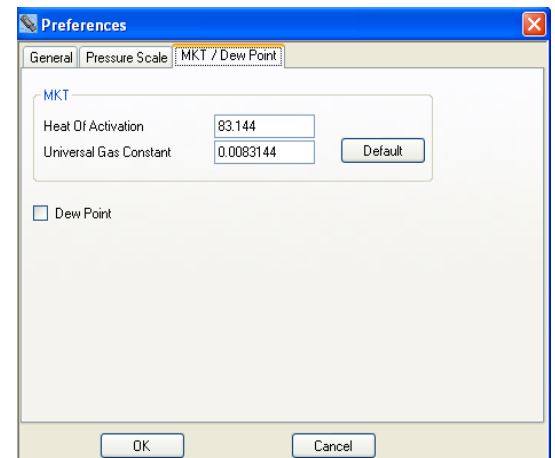 Preferences
General Pressure Scale MKT / Dew Point
MKT
Heat Of Activation 83.144
Universal Gas Constant 0.0083144 Default
Dew Point
OK Cancel